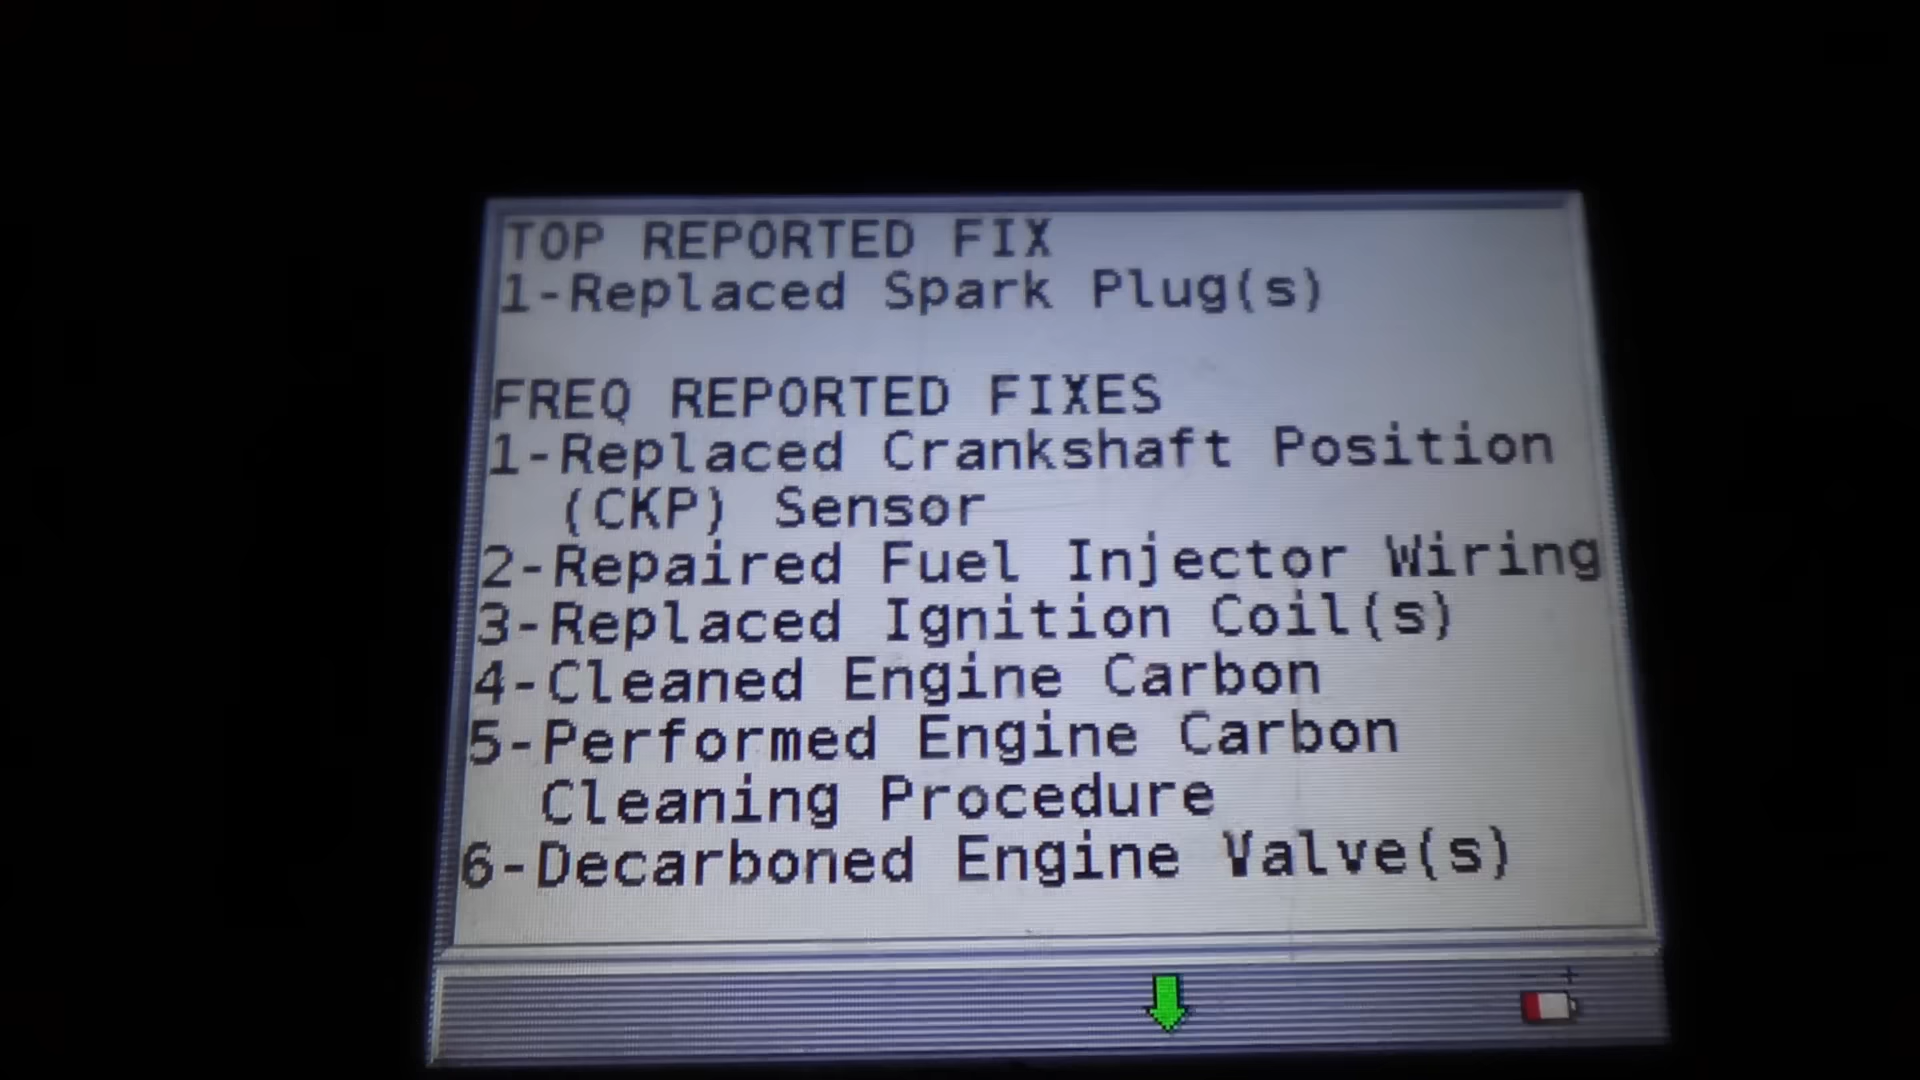 TOP REPORTED FIX
1-Replaced Spark Plug(s)
FREQ REPORTED FIXES
1-Replaced Crankshaft Position
(CKP) Sensor
2-Repaired Fuel Injector Wiring
3-Replaced Ignition Coil(s)
4-Cleaned Engine Carbon
5-Performed Engine Carbon
Cleaning Procedure
6-Decarboned Engine Valve(s)